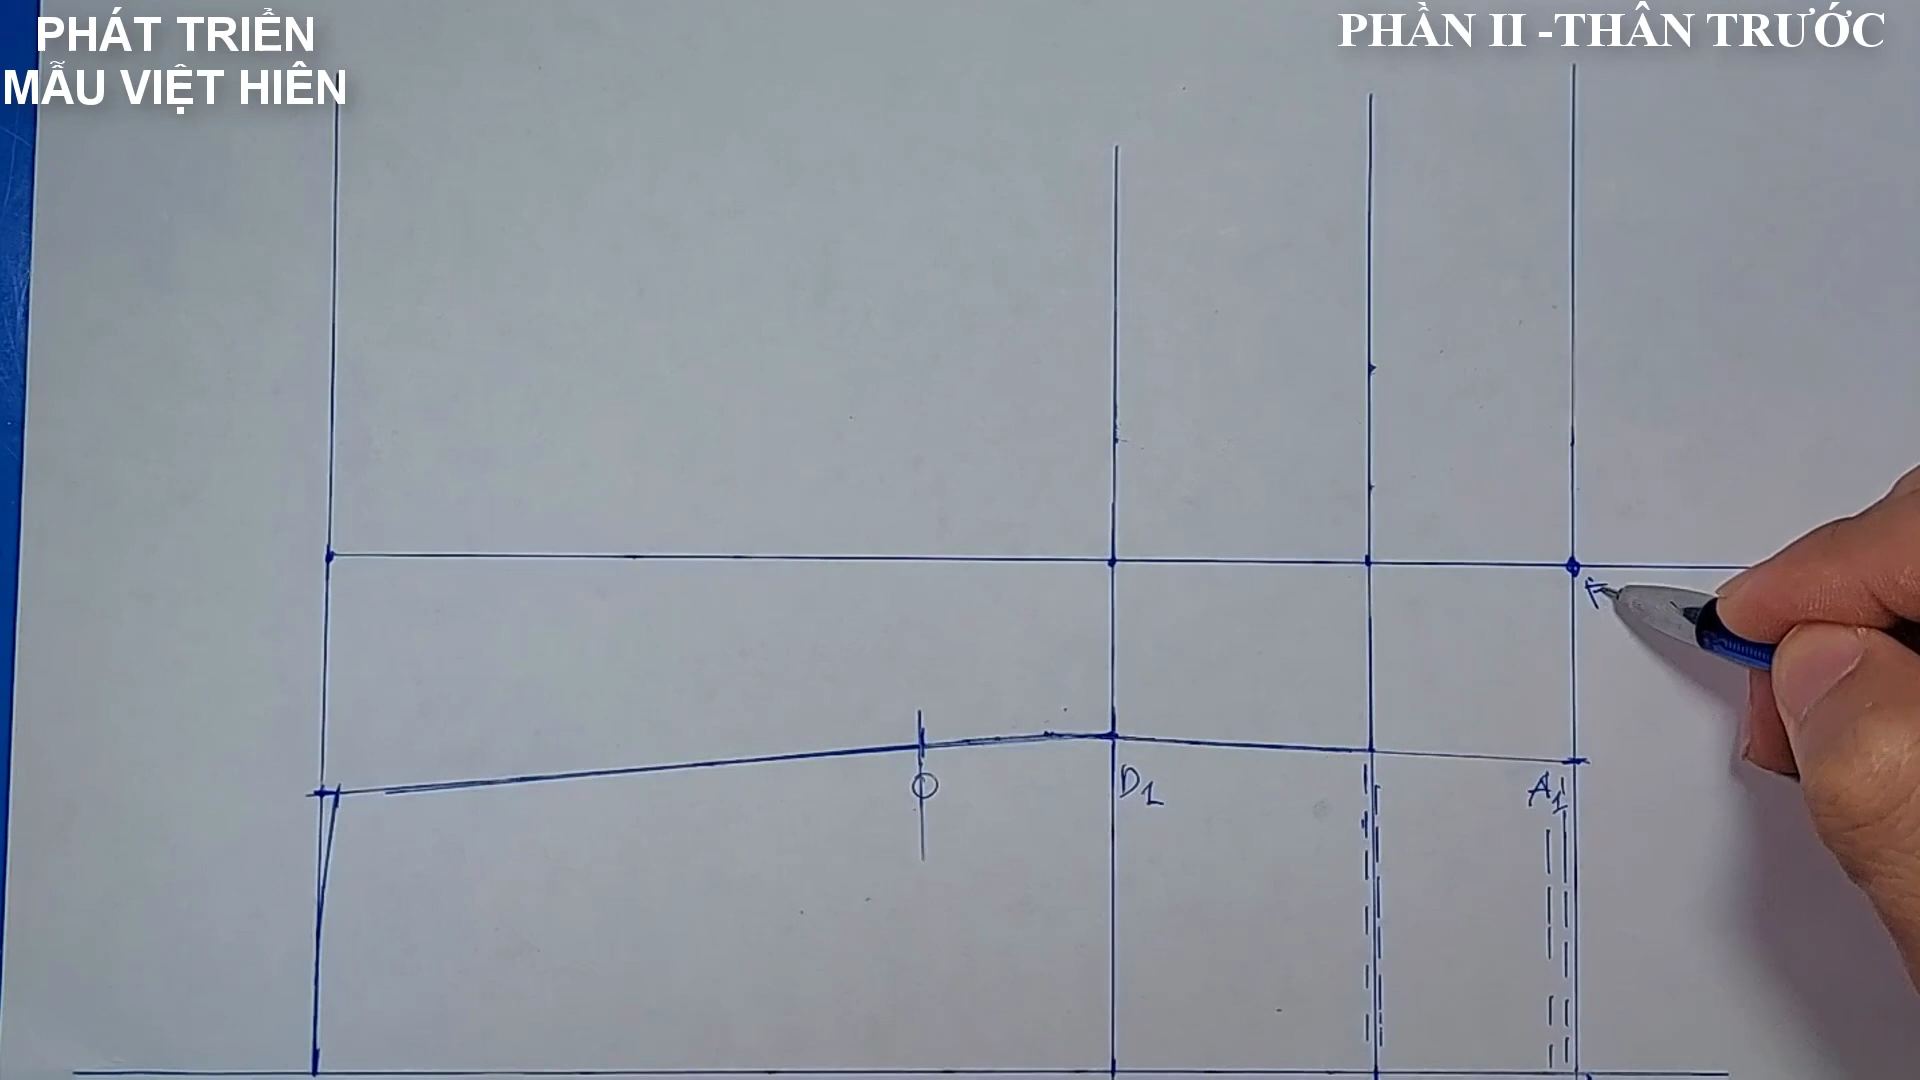 PHÁT TRIỂN
MẪU VIỆT HIÊN
PHẦN II -THÂN TRƯỚC
D1
A1